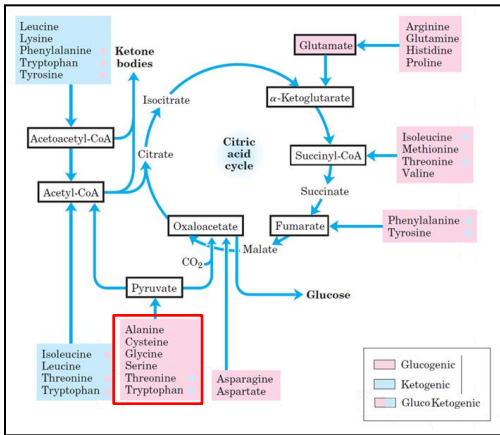 Leucine
Lysine
Phenylalanine
Tryptophan
Tyrosine
Ketone
bodies
Glutamate
Arginine
Glutamine
Histidine
Proline
Isocitrate
α-Ketoglutarate
Acetoacetyl-CoA
Citrate
Citric
acid
cycle
Succinyl-CoA
Isoleucine
Methionine
Threonine
Valine
Acetyl-CoA
Succinate
Oxaloacetate
Fumarate
Phenylalanine
Tyrosine
Malate
CO₂
Pyruvate
Glucose
Isoleucine
Leucine
Threonine
Tryptophan
Alanine
Cysteine
Glycine
Serine
Threonine
Tryptophan
Asparagine
Aspartate
Glucogenic
Ketogenic
Gluco Ketogenic